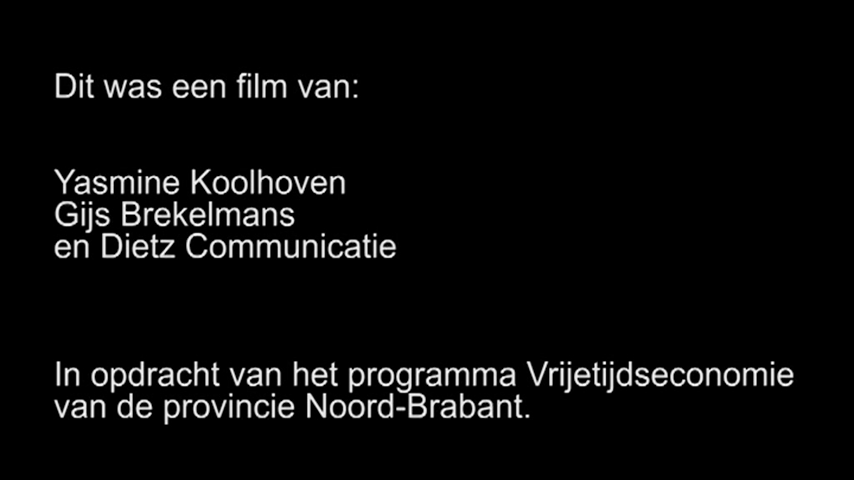 Dit was een film van:
Yasmine Koolhoven
Gijs Brekelmans
en Dietz Communicatie
In opdracht van het programma Vrijetijdseconomie
van de provincie Noord-Brabant.